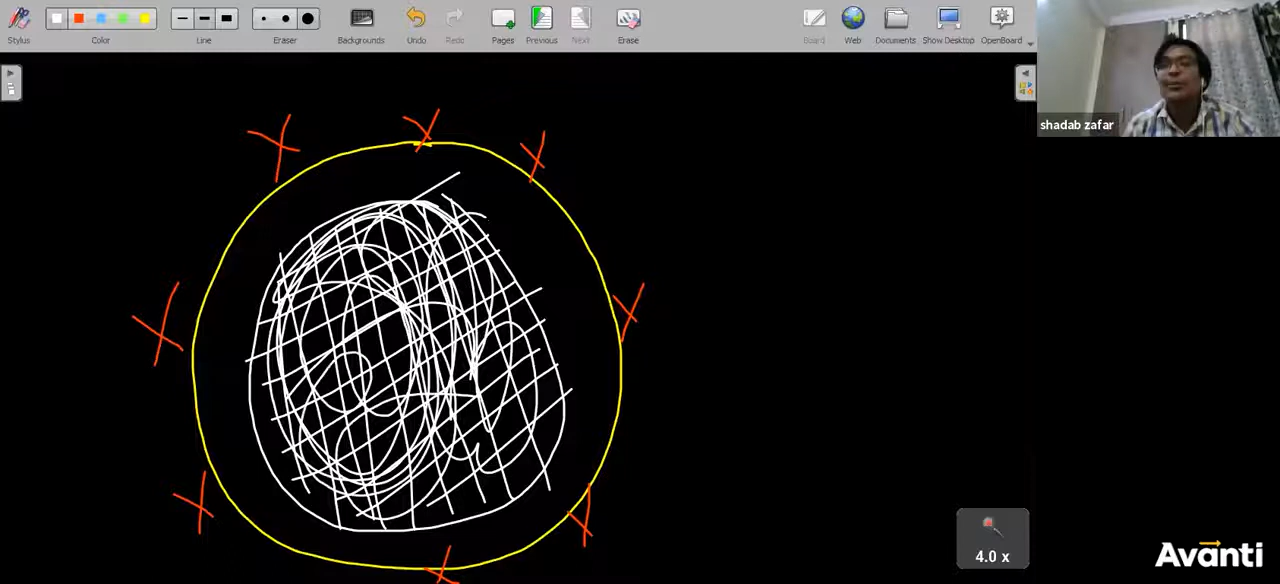 Stylus Color Line Eraser Backgrounds Undo Redo Pages Previous Next Erase Board Web Documents Show Desktop OpenBoard
shadab zafar
X X X
X X
X X
X
4.0 x
Avanti